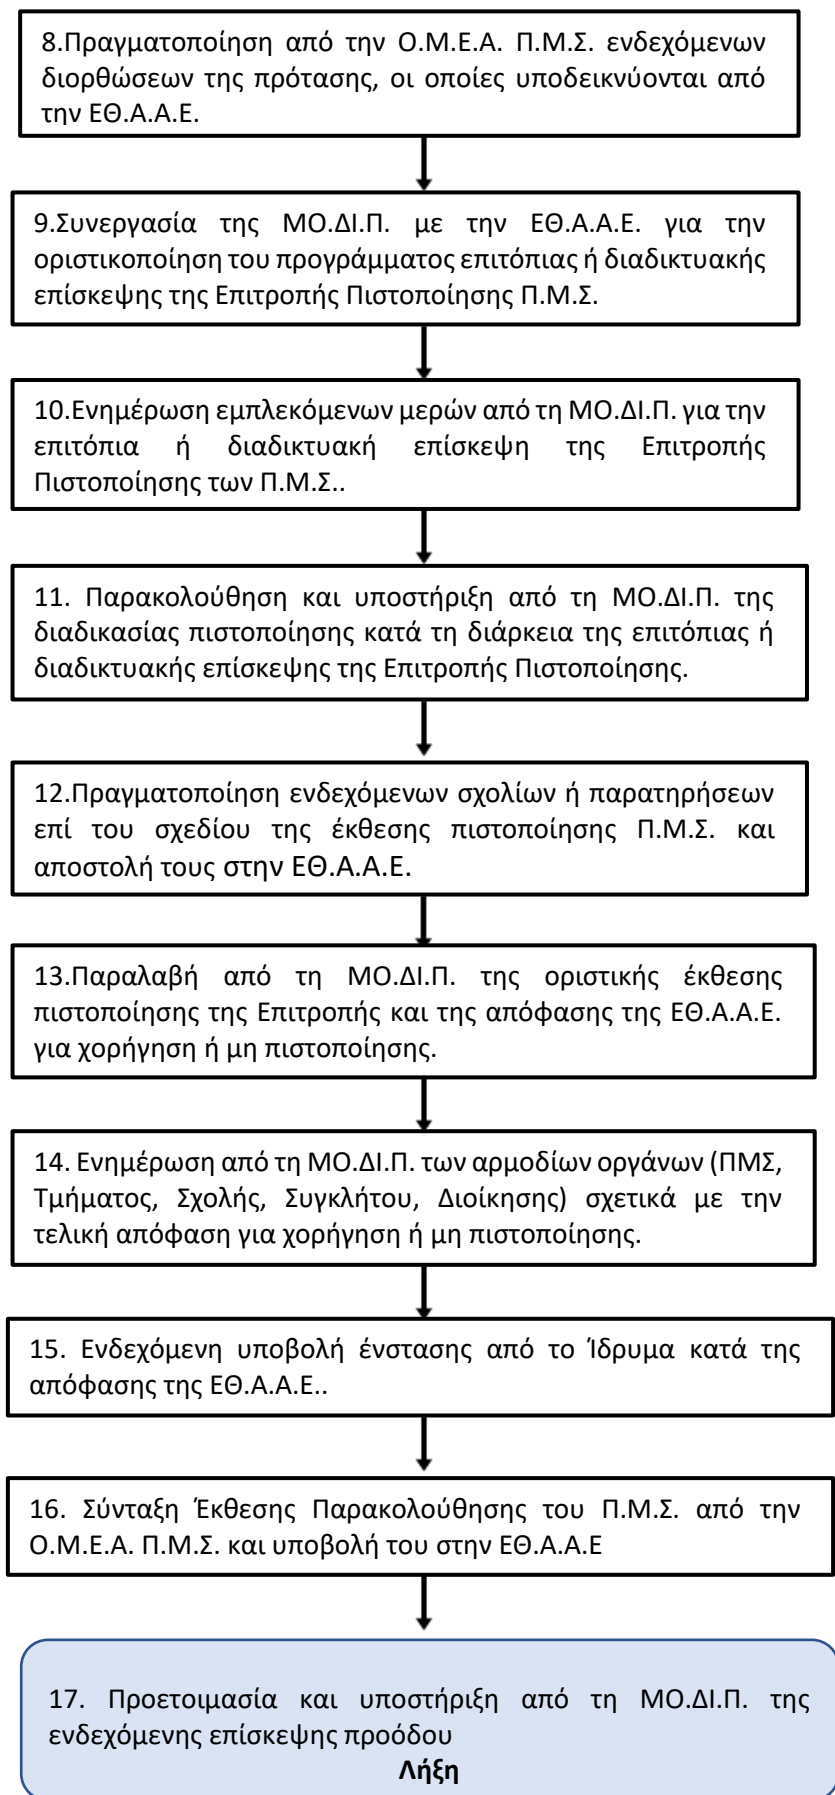 8.Πραγματοποίηση από την Ο.Μ.Ε.Α. Π.Μ.Σ. ενδεχόμενων
διορθώσεων της πρότασης, οι οποίες υποδεικνύονται από
την ΕΘ.Α.Α.Ε.
9.Συνεργασία της ΜΟ.ΔΙ.Π. με την ΕΘ.Α.Α.Ε. για την
οριστικοποίηση του προγράμματος επιτόπιας ή διαδικτυακής
επίσκεψης της Επιτροπής Πιστοποίησης Π.Μ.Σ.
10.Ενημέρωση εμπλεκόμενων μερών από τη ΜΟ.ΔΙ.Π. για την
επιτόπια ή διαδικτυακή επίσκεψη της Επιτροπής
Πιστοποίησης των Π.Μ.Σ..
11. Παρακολούθηση και υποστήριξη από τη ΜΟ.ΔΙ.Π. της
διαδικασίας πιστοποίησης κατά τη διάρκεια της επιτόπιας ή
διαδικτυακής επίσκεψης της Επιτροπής Πιστοποίησης.
12.Πραγματοποίηση ενδεχόμενων σχολίων ή παρατηρήσεων
επί του σχεδίου της έκθεσης πιστοποίησης Π.Μ.Σ. και
αποστολή τους στην ΕΘ.Α.Α.Ε.
13.Παραλαβή από τη ΜΟ.ΔΙ.Π. της οριστικής έκθεσης
πιστοποίησης της Επιτροπής και της απόφασης της ΕΘ.Α.Α.Ε.
για χορήγηση ή μη πιστοποίησης.
14. Ενημέρωση από τη ΜΟ.ΔΙ.Π. των αρμοδίων οργάνων (ΠΜΣ,
Τμήματος, Σχολής, Συγκλήτου, Διοίκησης) σχετικά με την
τελική απόφαση για χορήγηση ή μη πιστοποίησης.
15. Ενδεχόμενη υποβολή ένστασης από το Ίδρυμα κατά της
απόφασης της ΕΘ.Α.Α.Ε..
16. Σύνταξη Έκθεσης Παρακολούθησης του Π.Μ.Σ. από την
Ο.Μ.Ε.Α. Π.Μ.Σ. και υποβολή του στην ΕΘ.Α.Α.Ε
17. Προετοιμασία και υποστήριξη από τη ΜΟ.ΔΙ.Π. της
ενδεχόμενης επίσκεψης προόδου
Λήξη